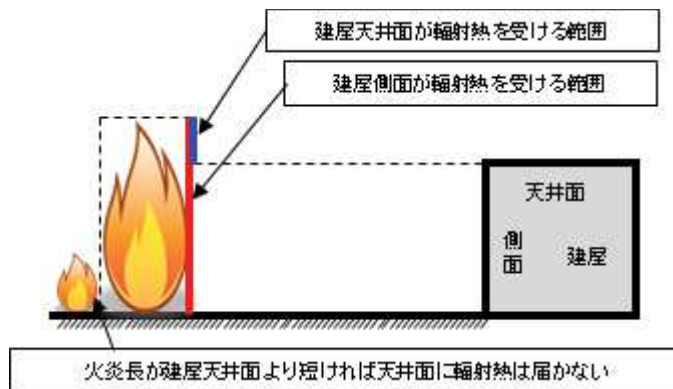 建屋天井面が輻射熱を受ける範囲
建屋側面が輻射熱を受ける範囲
天井面
側面
建屋
火炎長が建屋天井面より短ければ天井面に輻射熱は届かない